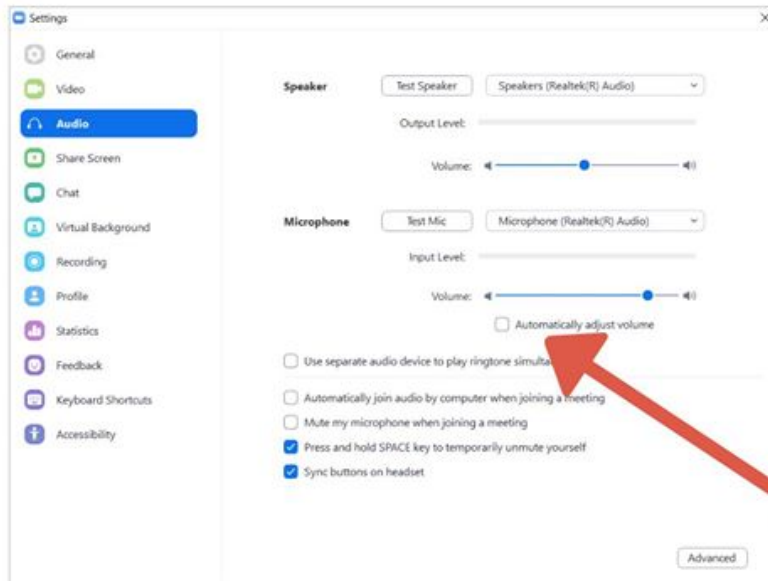 Settings
General
Video
Audio
Share Screen
Chat
Virtual Background
Recording
Profile
Statistics
Feedback
Keyboard Shortcuts
Accessibility
Speaker Test Speaker Speakers (Realtek(R) Audio)
Output Level:
Volume:
Microphone Test Mic Microphone (Realtek(R) Audio)
Input Level:
Volume:
Automatically adjust volume
Use separate audio device to play ringtone
Automatically join audio by computer when joining a meeting
Mute my microphone when joining a meeting
Press and hold SPACE key to temporarily unmute yourself
Sync buttons on headset
Advanced